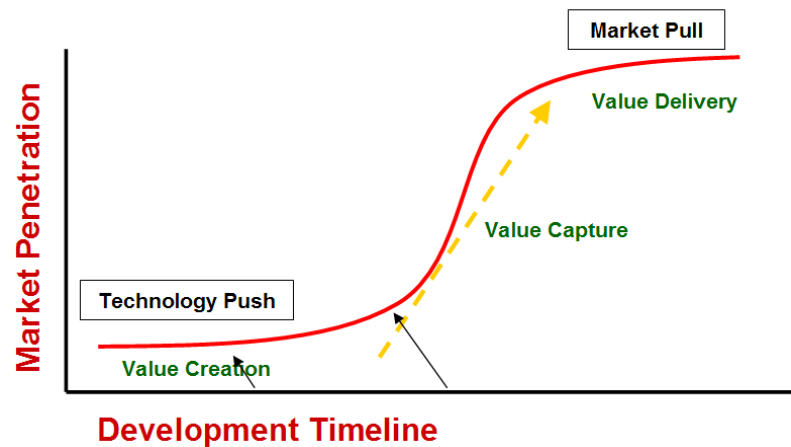 Market Pull
Value Delivery
Market Penetration
Value Capture
Technology Push
Value Creation
Development Timeline